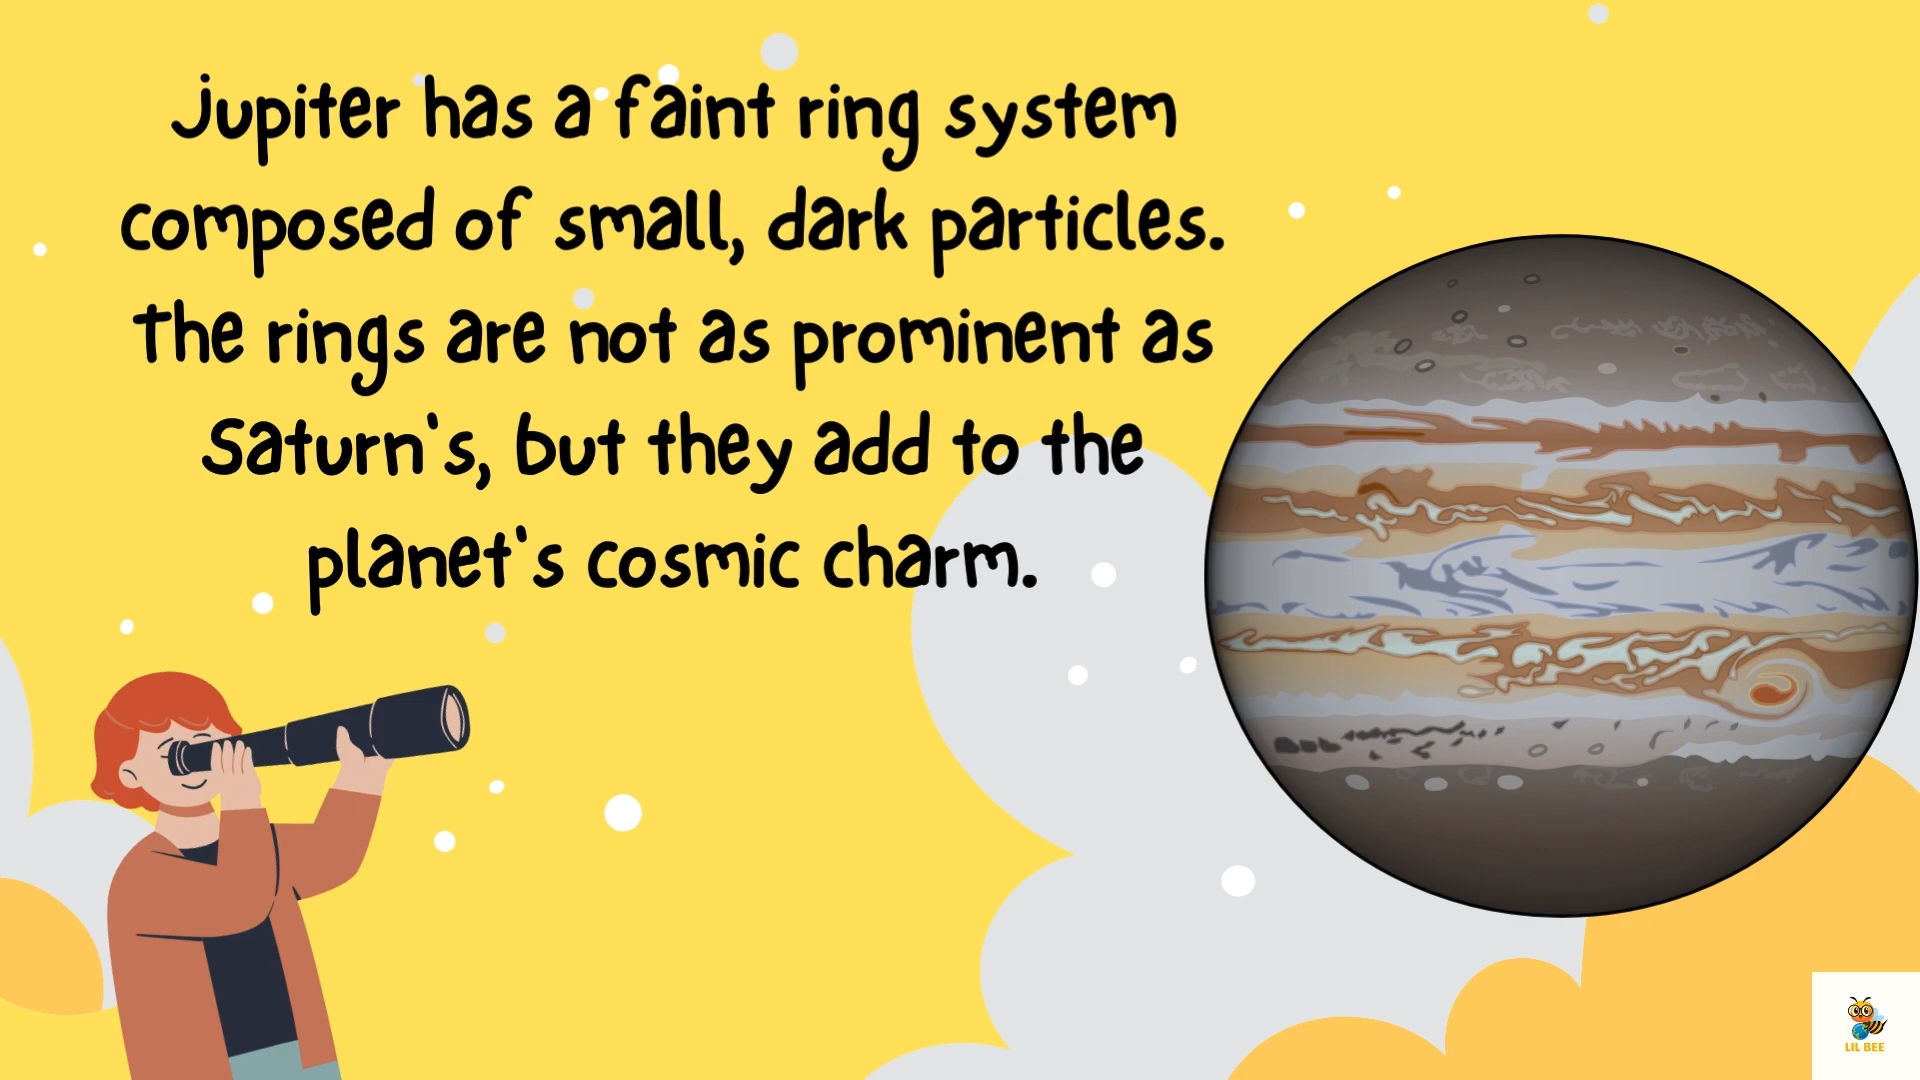 Jupiter has a faint ring system
composed of small, dark particles.
The rings are not as prominent as
Saturn's, but they add to the
planet's cosmic charm.
LIL BEE